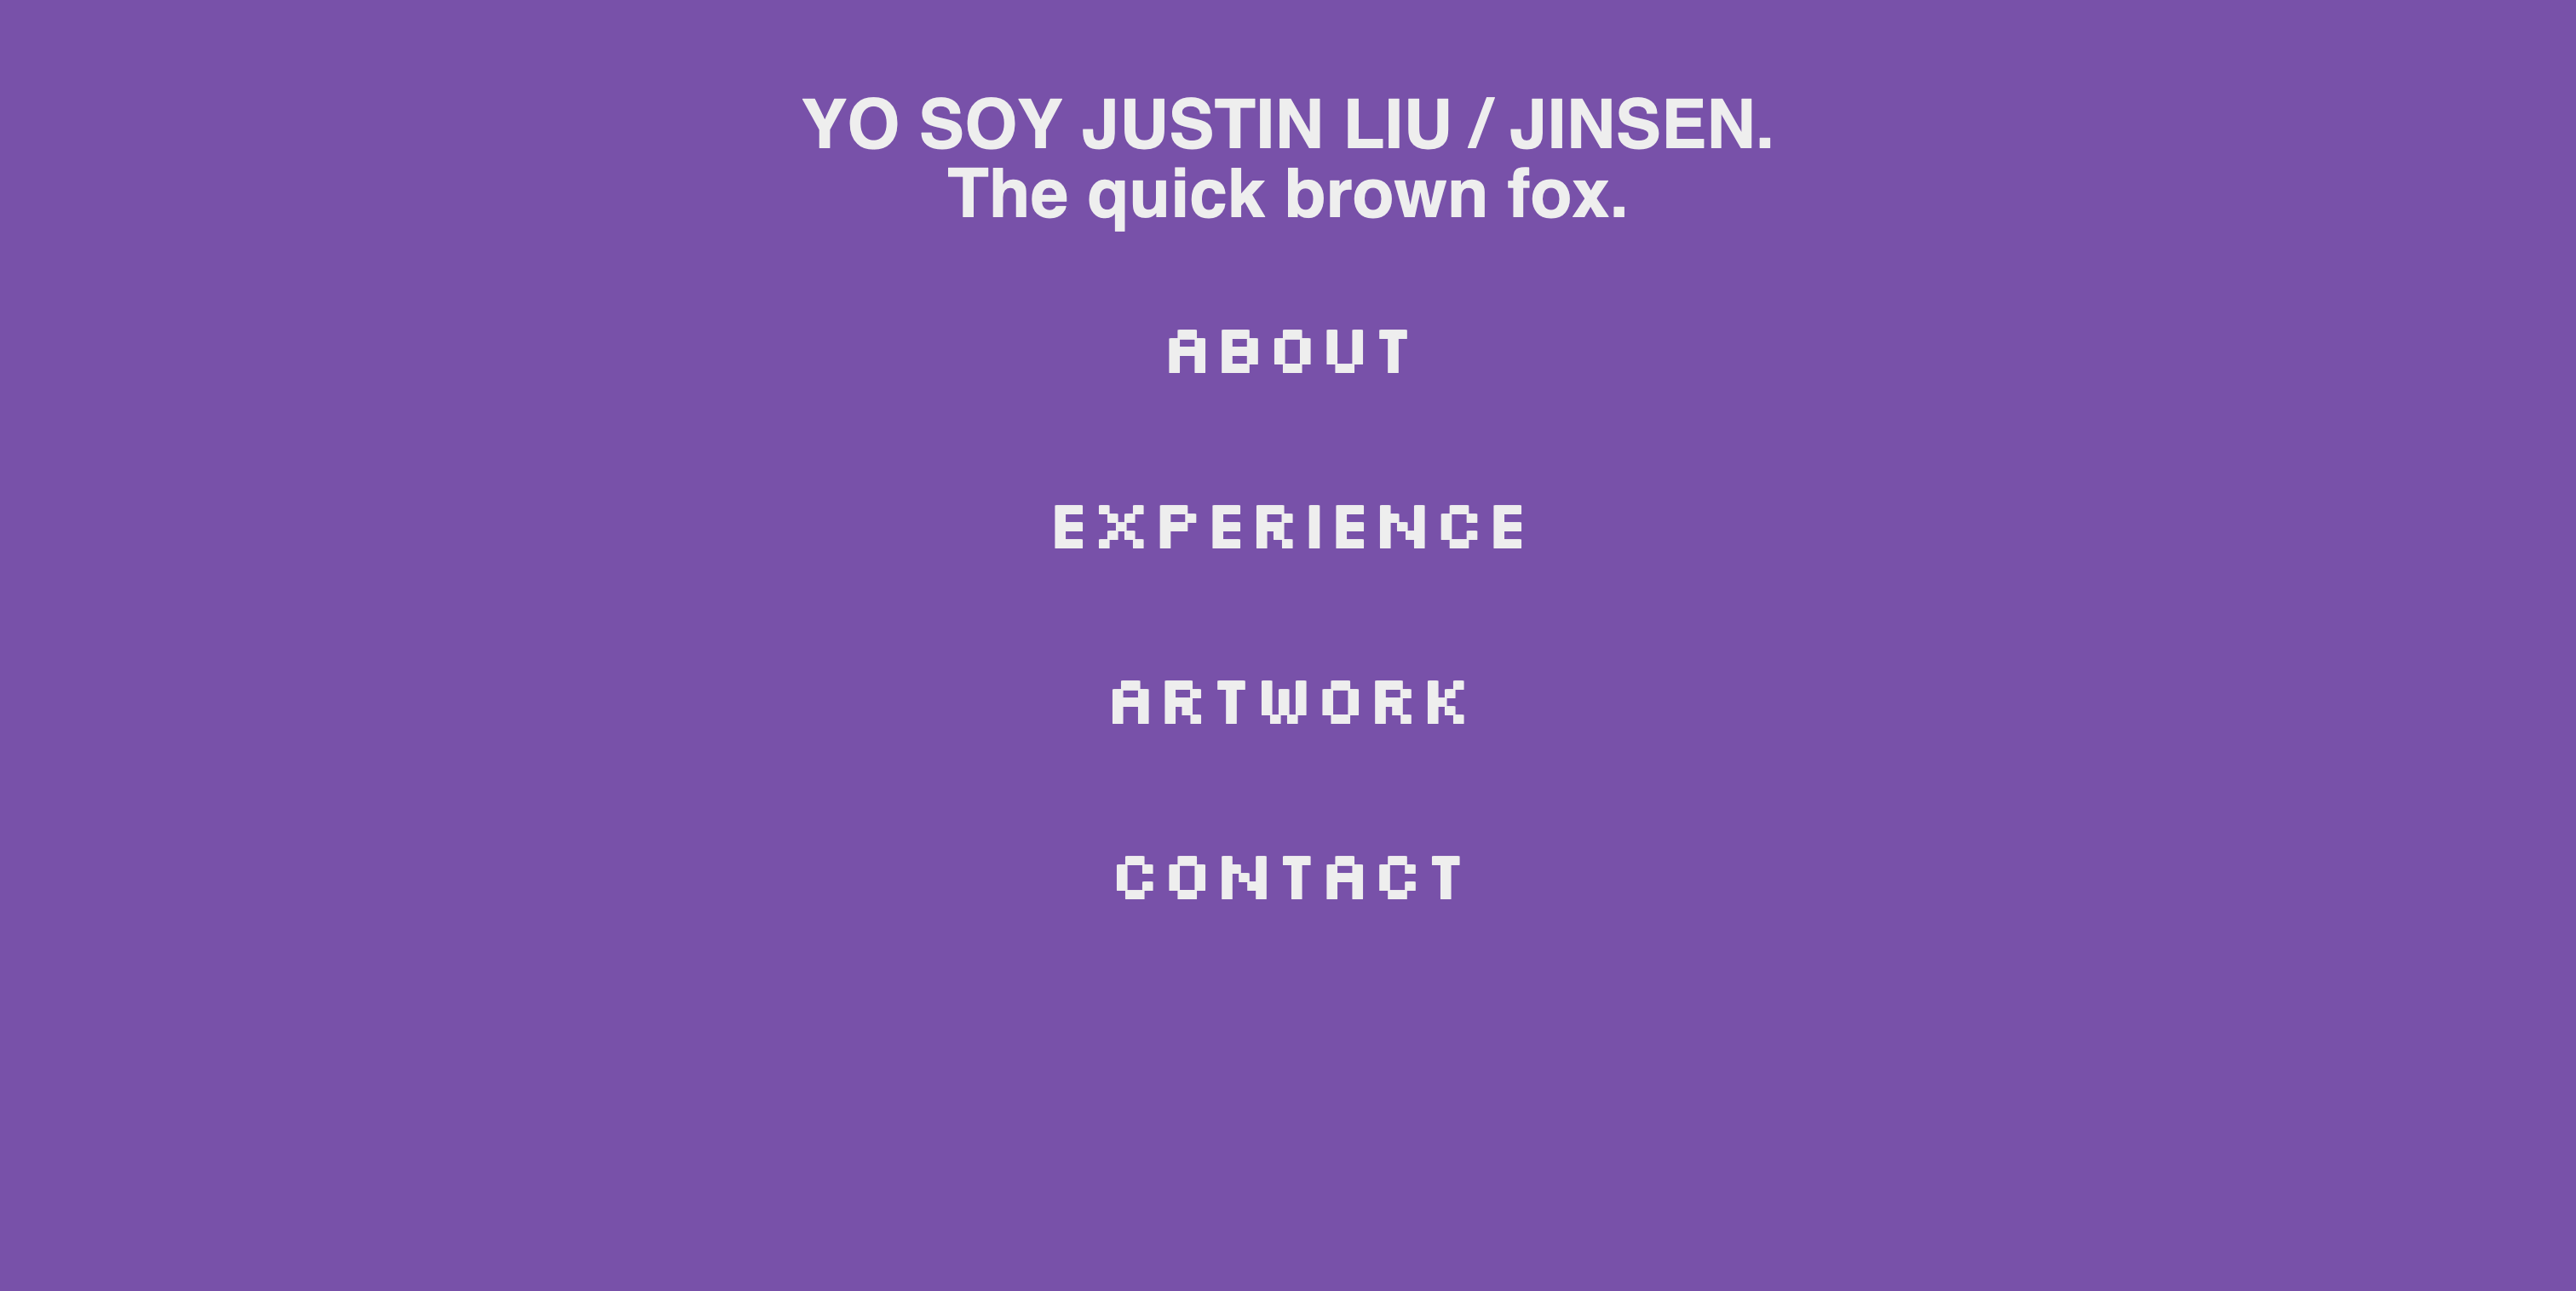 YO SOY JUSTIN LIU / JINSEN.
The quick brown fox.
ABOUT
EXPERIENCE
ARTWORK
CONTACT